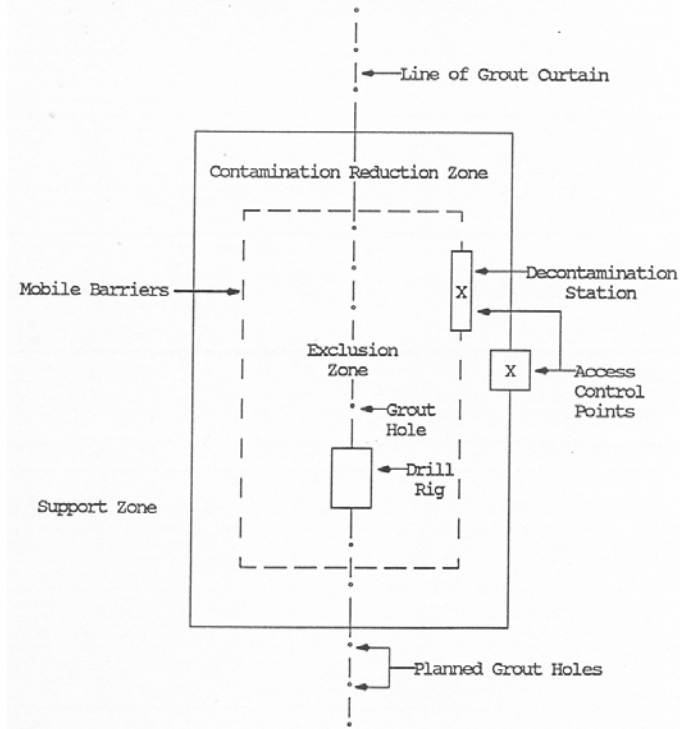 Line of Grout Curtain
Contamination Reduction Zone
Decontamination
Station
Mobile Barriers
X
Exclusion
Zone
X
Access
Control
Points
Grout
Hole
Drill
Rig
Support Zone
Planned Grout Holes